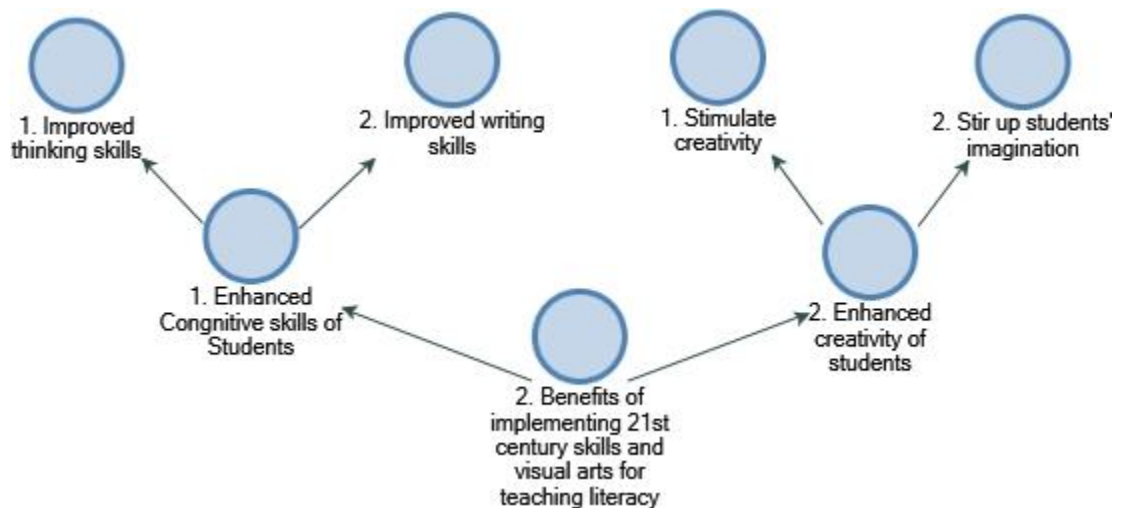 1. Improved
thinking skills
2. Improved writing
skills
1. Stimulate
creativity
2. Stir up students'
imagination
1. Enhanced
Congnitive skills of
Students
2. Enhanced
creativity of
students
2. Benefits of
implementing 21st
century skills and
visual arts for
teaching literacy